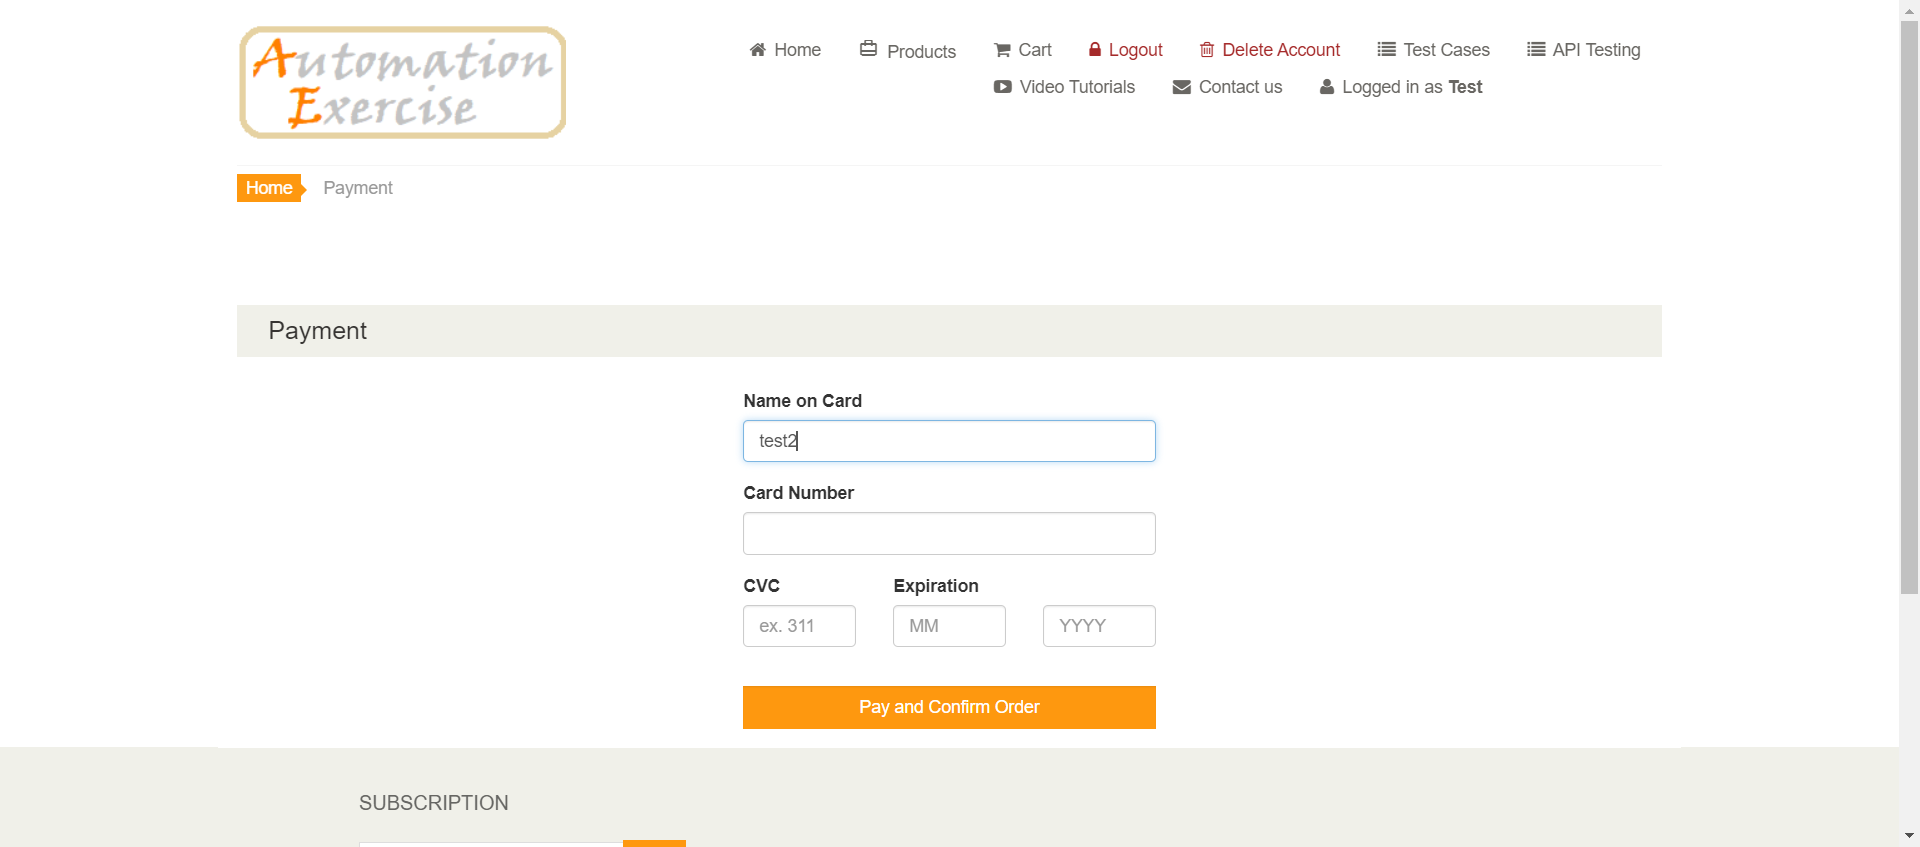 Automation
Exercise
Home Products Cart Logout Delete Account Test Cases API Testing
Video Tutorials Contact us Logged in as Test
Home Payment
Payment
Name on Card
test2
Card Number
CVC Expiration
ex. 311 MM YYYY
Pay and Confirm Order
SUBSCRIPTION